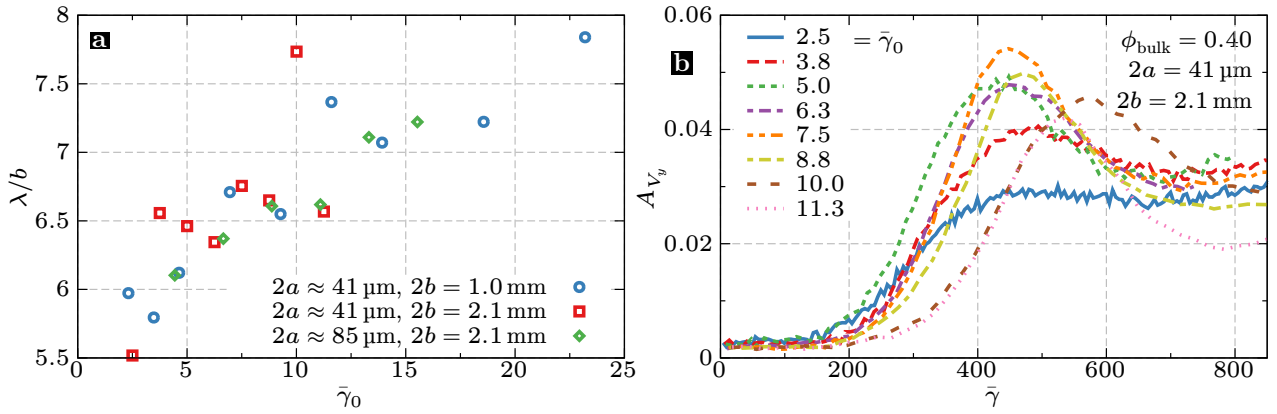 a
8
7.5
7
6.5
6
5.5
λ/b
0 5 10 15 20 25
γ̄₀
2a ≈ 41 µm, 2b = 1.0 mm
2a ≈ 41 µm, 2b = 2.1 mm
2a ≈ 85 µm, 2b = 2.1 mm
b
0.06
0.04
0.02
0
A_{V_y}
0 200 400 600 800
γ̄
2.5 = γ̄₀
3.8
5.0
6.3
7.5
8.8
10.0
11.3
ϕ_bulk = 0.40
2a = 41 µm
2b = 2.1 mm